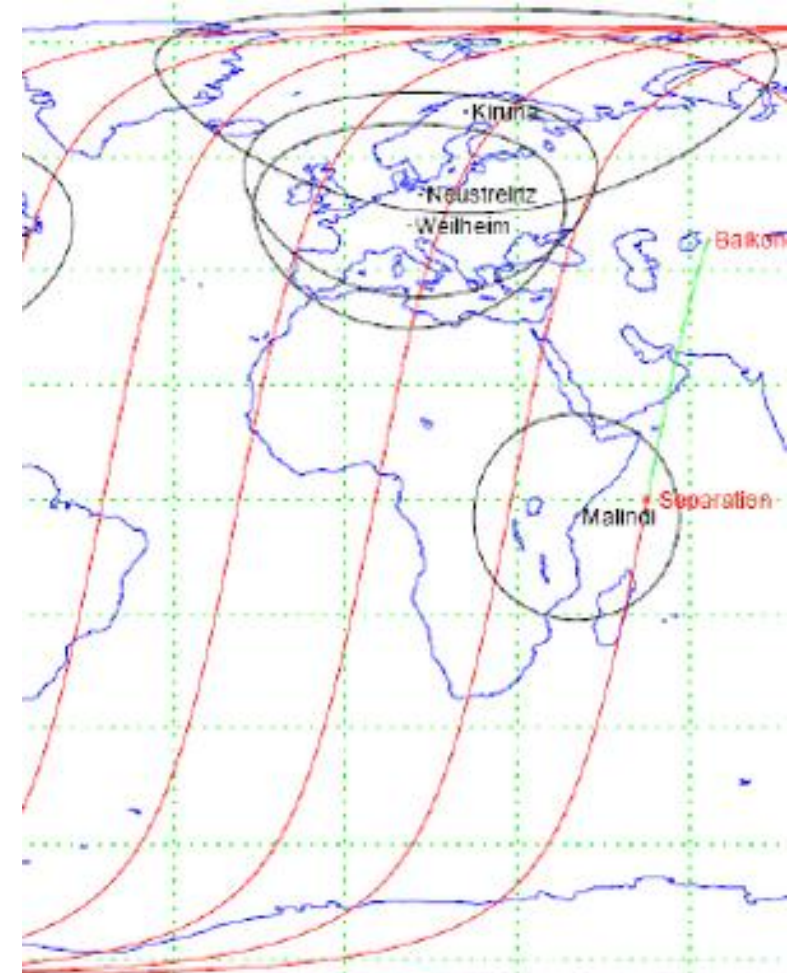 Kiruna
Neustrelitz
Weilheim
Baikon
Separation
Malindi